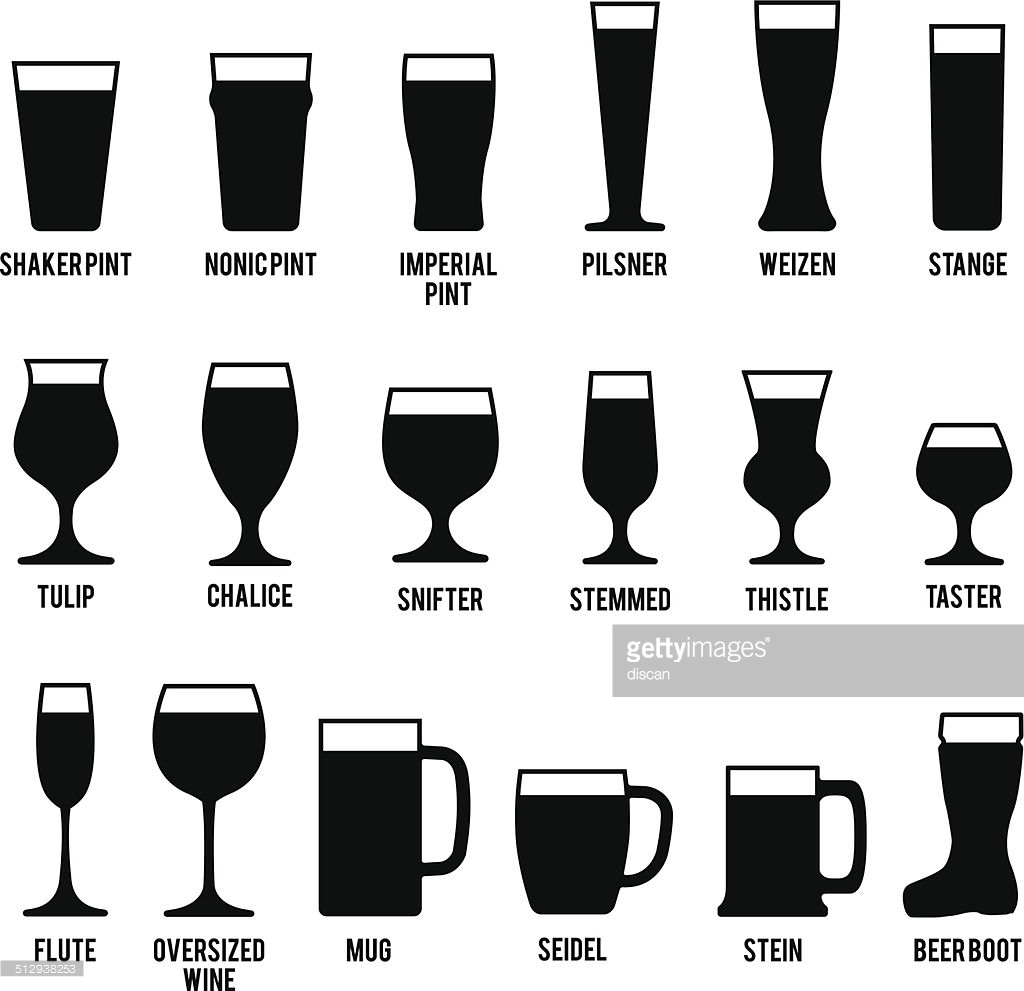 SHAKER PINT
NONIC PINT
IMPERIAL
PINT
PILSNER
WEIZEN
STANGE
TULIP
CHALICE
SNIFTER
STEMMED
THISTLE
TASTER
gettyimages®
discan
FLUTE
OVERSIZED
WINE
MUG
SEIDEL
STEIN
BEER BOOT
512938253